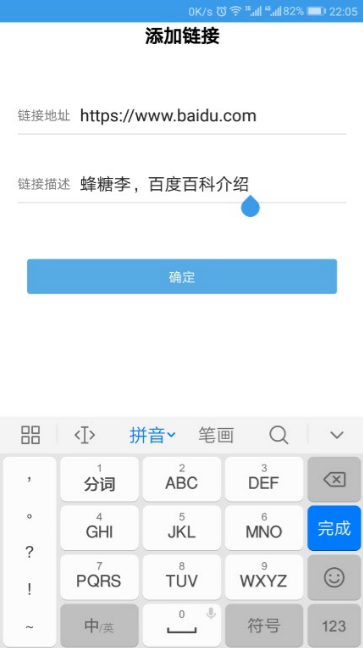 0K/s 82% 22:05
添加链接
链接地址 https://www.baidu.com
链接描述 蜂糖李，百度百科介绍
确定
拼音 笔画
， 1 分词 2 ABC 3 DEF
。 4 GHI 5 JKL 6 MNO 完成
?
7 PQRS 8 TUV 9 WXYZ
!
~ 中/英 0 符号 123